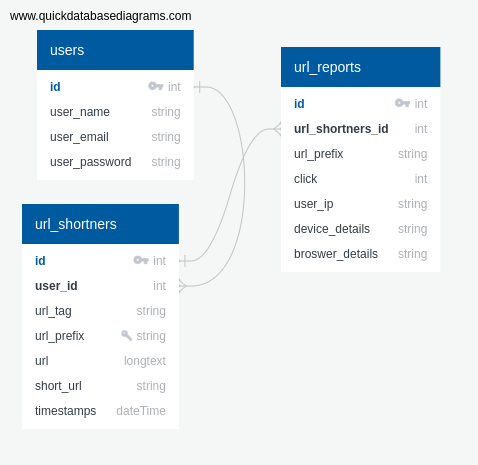 www.quickdatabasediagrams.com
users
id int
user_name string
user_email string
user_password string
url_shortners
id int
user_id int
url_tag string
url_prefix string
url longtext
short_url string
timestamps dateTime
url_reports
id int
url_shortners_id int
url_prefix string
click int
user_ip string
device_details string
broswer_details string